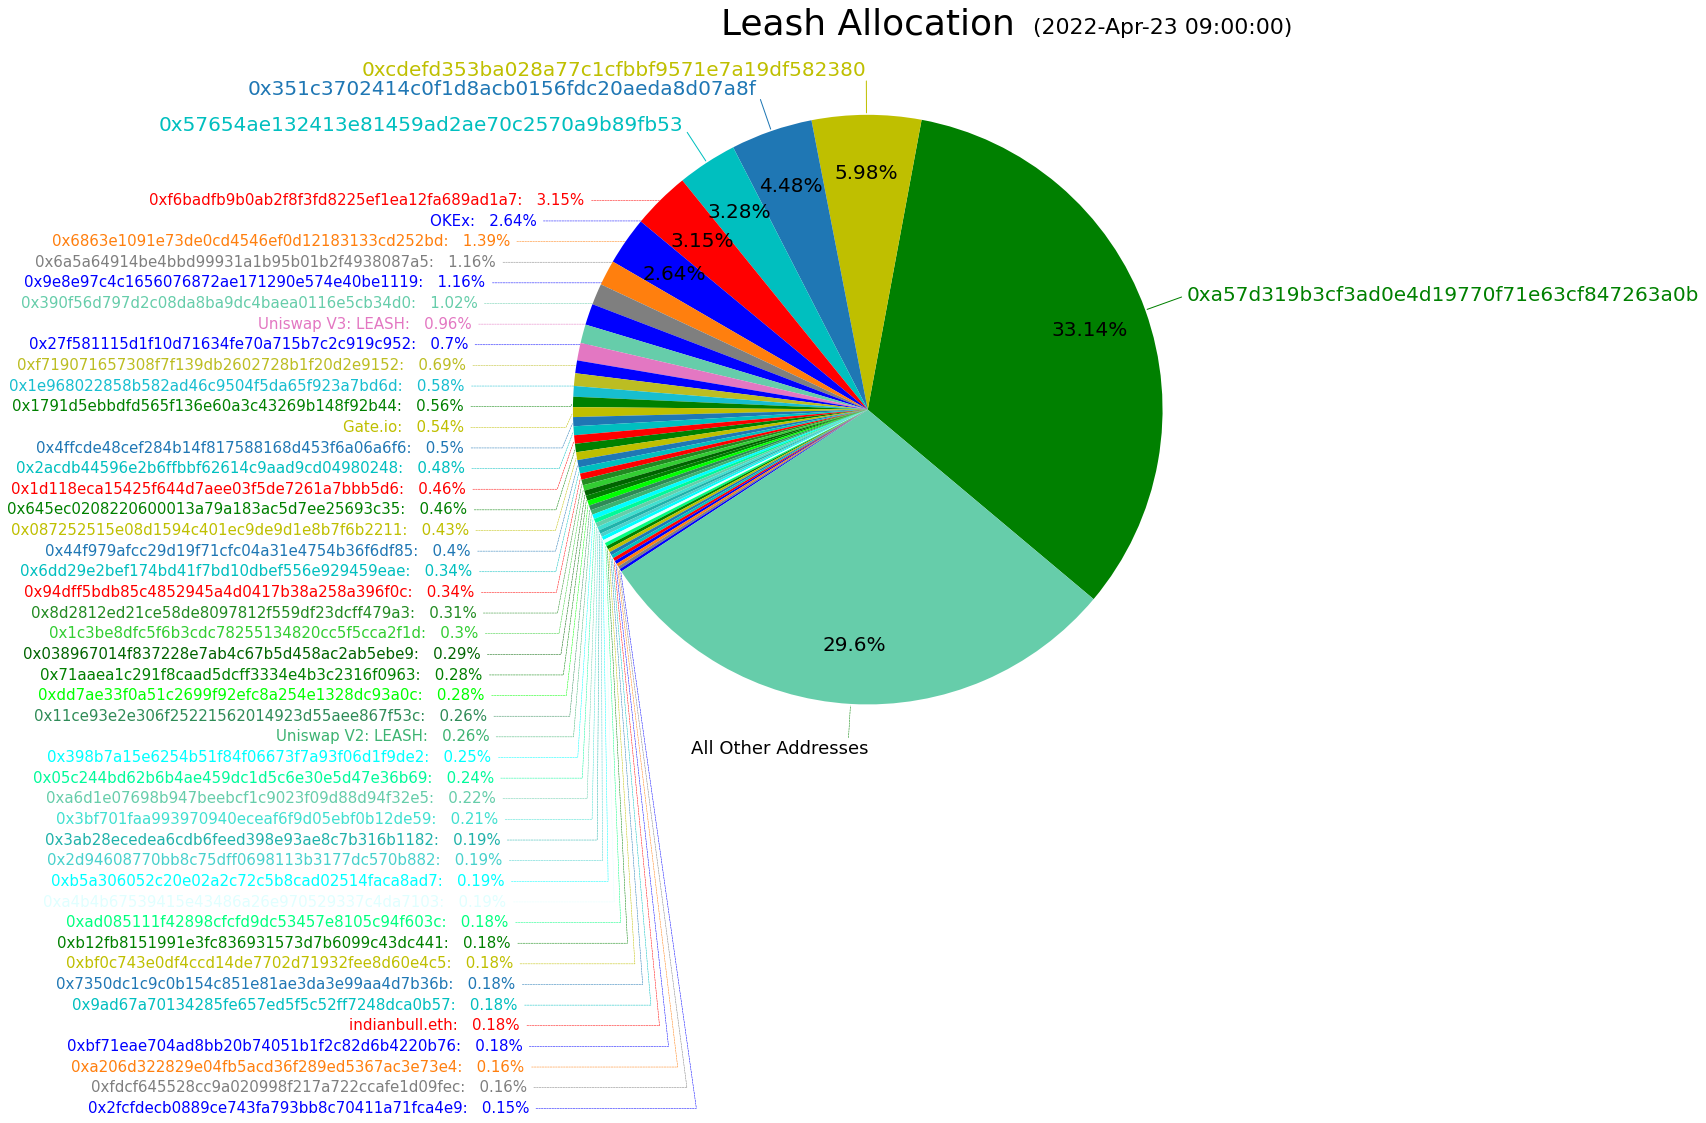 Leash Allocation (2022-Apr-23 09:00:00)
0xcdefd353ba028a77c1cfbbf9571e7a19df582380
0x351c3702414c0f1d8acb0156fdc20aeda8d07a8f
0x57654ae132413e81459ad2ae70c2570a9b89fb53
5.98%
4.48%
3.28%
3.15%
2.64%
33.14%
29.6%
0xa57d319b3cf3ad0e4d19770f71e63cf847263a0b
All Other Addresses
0xf6badfb9b0ab2f8f3fd8225ef1ea12fa689ad1a7: 3.15%
OKEx: 2.64%
0x6863e1091e73de0cd4546ef0d12183133cd252bd: 1.39%
0x6a5a64914be4bbd99931a1b95b01b2f4938087a5: 1.16%
0x9e8e97c4c1656076872ae171290e574e40be1119: 1.16%
0x390f56d797d2c08da8ba9dc4baea0116e5cb34d0: 1.02%
Uniswap V3: LEASH: 0.96%
0x27f581115d1f10d71634fe70a715b7c2c919c952: 0.7%
0xf719071657308f7f139db2602728b1f20d2e9152: 0.69%
0x1e968022858b582ad46c9504f5da65f923a7bd6d: 0.58%
0x1791d5ebbdfd565f136e60a3c43269b148f92b44: 0.56%
Gate.io: 0.54%
0x4ffcde48cef284b14f817588168d453f6a06a6f6: 0.5%
0x2acdb44596e2b6ffbbf62614c9aad9cd04980248: 0.48%
0x1d118eca15425f644d7aee03f5de7261a7bbb5d6: 0.46%
0x645ec0208220600013a79a183ac5d7ee25693c35: 0.46%
0x087252515e08d1594c401ec9de9d1e8b7f6b2211: 0.43%
0x44f979afcc29d19f71cfc04a31e4754b36f6df85: 0.4%
0x6dd29e2bef174bd41f7bd10dbef556e929459eae: 0.34%
0x94dff5bdb85c4852945a4d0417b38a258a396f0c: 0.34%
0x8d2812ed21ce58de8097812f559df23dcff479a3: 0.31%
0x1c3be8dfc5f6b3cdc78255134820cc5f5cca2f1d: 0.3%
0x038967014f837228e7ab4c67b5d458ac2ab5ebe9: 0.29%
0x71aaea1c291f8caad5dcff3334e4b3c2316f0963: 0.28%
0xdd7ae33f0a51c2699f92efc8a254e1328dc93a0c: 0.28%
0x11ce93e2e306f25221562014923d55aee867f53c: 0.26%
Uniswap V2: LEASH: 0.26%
0x398b7a15e6254b51f84f06673f7a93f06d1f9de2: 0.25%
0x05c244bd62b6b4ae459dc1d5c6e30e5d47e36b69: 0.24%
0xa6d1e07698b947beebcf1c9023f09d88d94f32e5: 0.22%
0x3bf701faa993970940eceaf6f9d05ebf0b12de59: 0.21%
0x3ab28ecedea6cdb6feed398e93ae8c7b316b1182: 0.19%
0x2d94608770bb8c75dff0698113b3177dc570b882: 0.19%
0xb5a306052c20e02a2c72c5b8cad02514faca8ad7: 0.19%
0.19%
0xad085111f42898cfcfd9dc53457e8105c94f603c: 0.18%
0xb12fb8151991e3fc836931573d7b6099c43dc441: 0.18%
0xbf0c743e0df4ccd14de7702d71932fee8d60e4c5: 0.18%
0x7350dc1c9c0b154c851e81ae3da3e99aa4d7b36b: 0.18%
0x9ad67a70134285fe657ed5f5c52ff7248dca0b57: 0.18%
indianbull.eth: 0.18%
0xbf71eae704ad8bb20b74051b1f2c82d6b4220b76: 0.18%
0xa206d322829e04fb5acd36f289ed5367ac3e73e4: 0.16%
0xfdcf645528cc9a020998f217a722ccafe1d09fec: 0.16%
0x2fcfdecb0889ce743fa793bb8c70411a71fca4e9: 0.15%